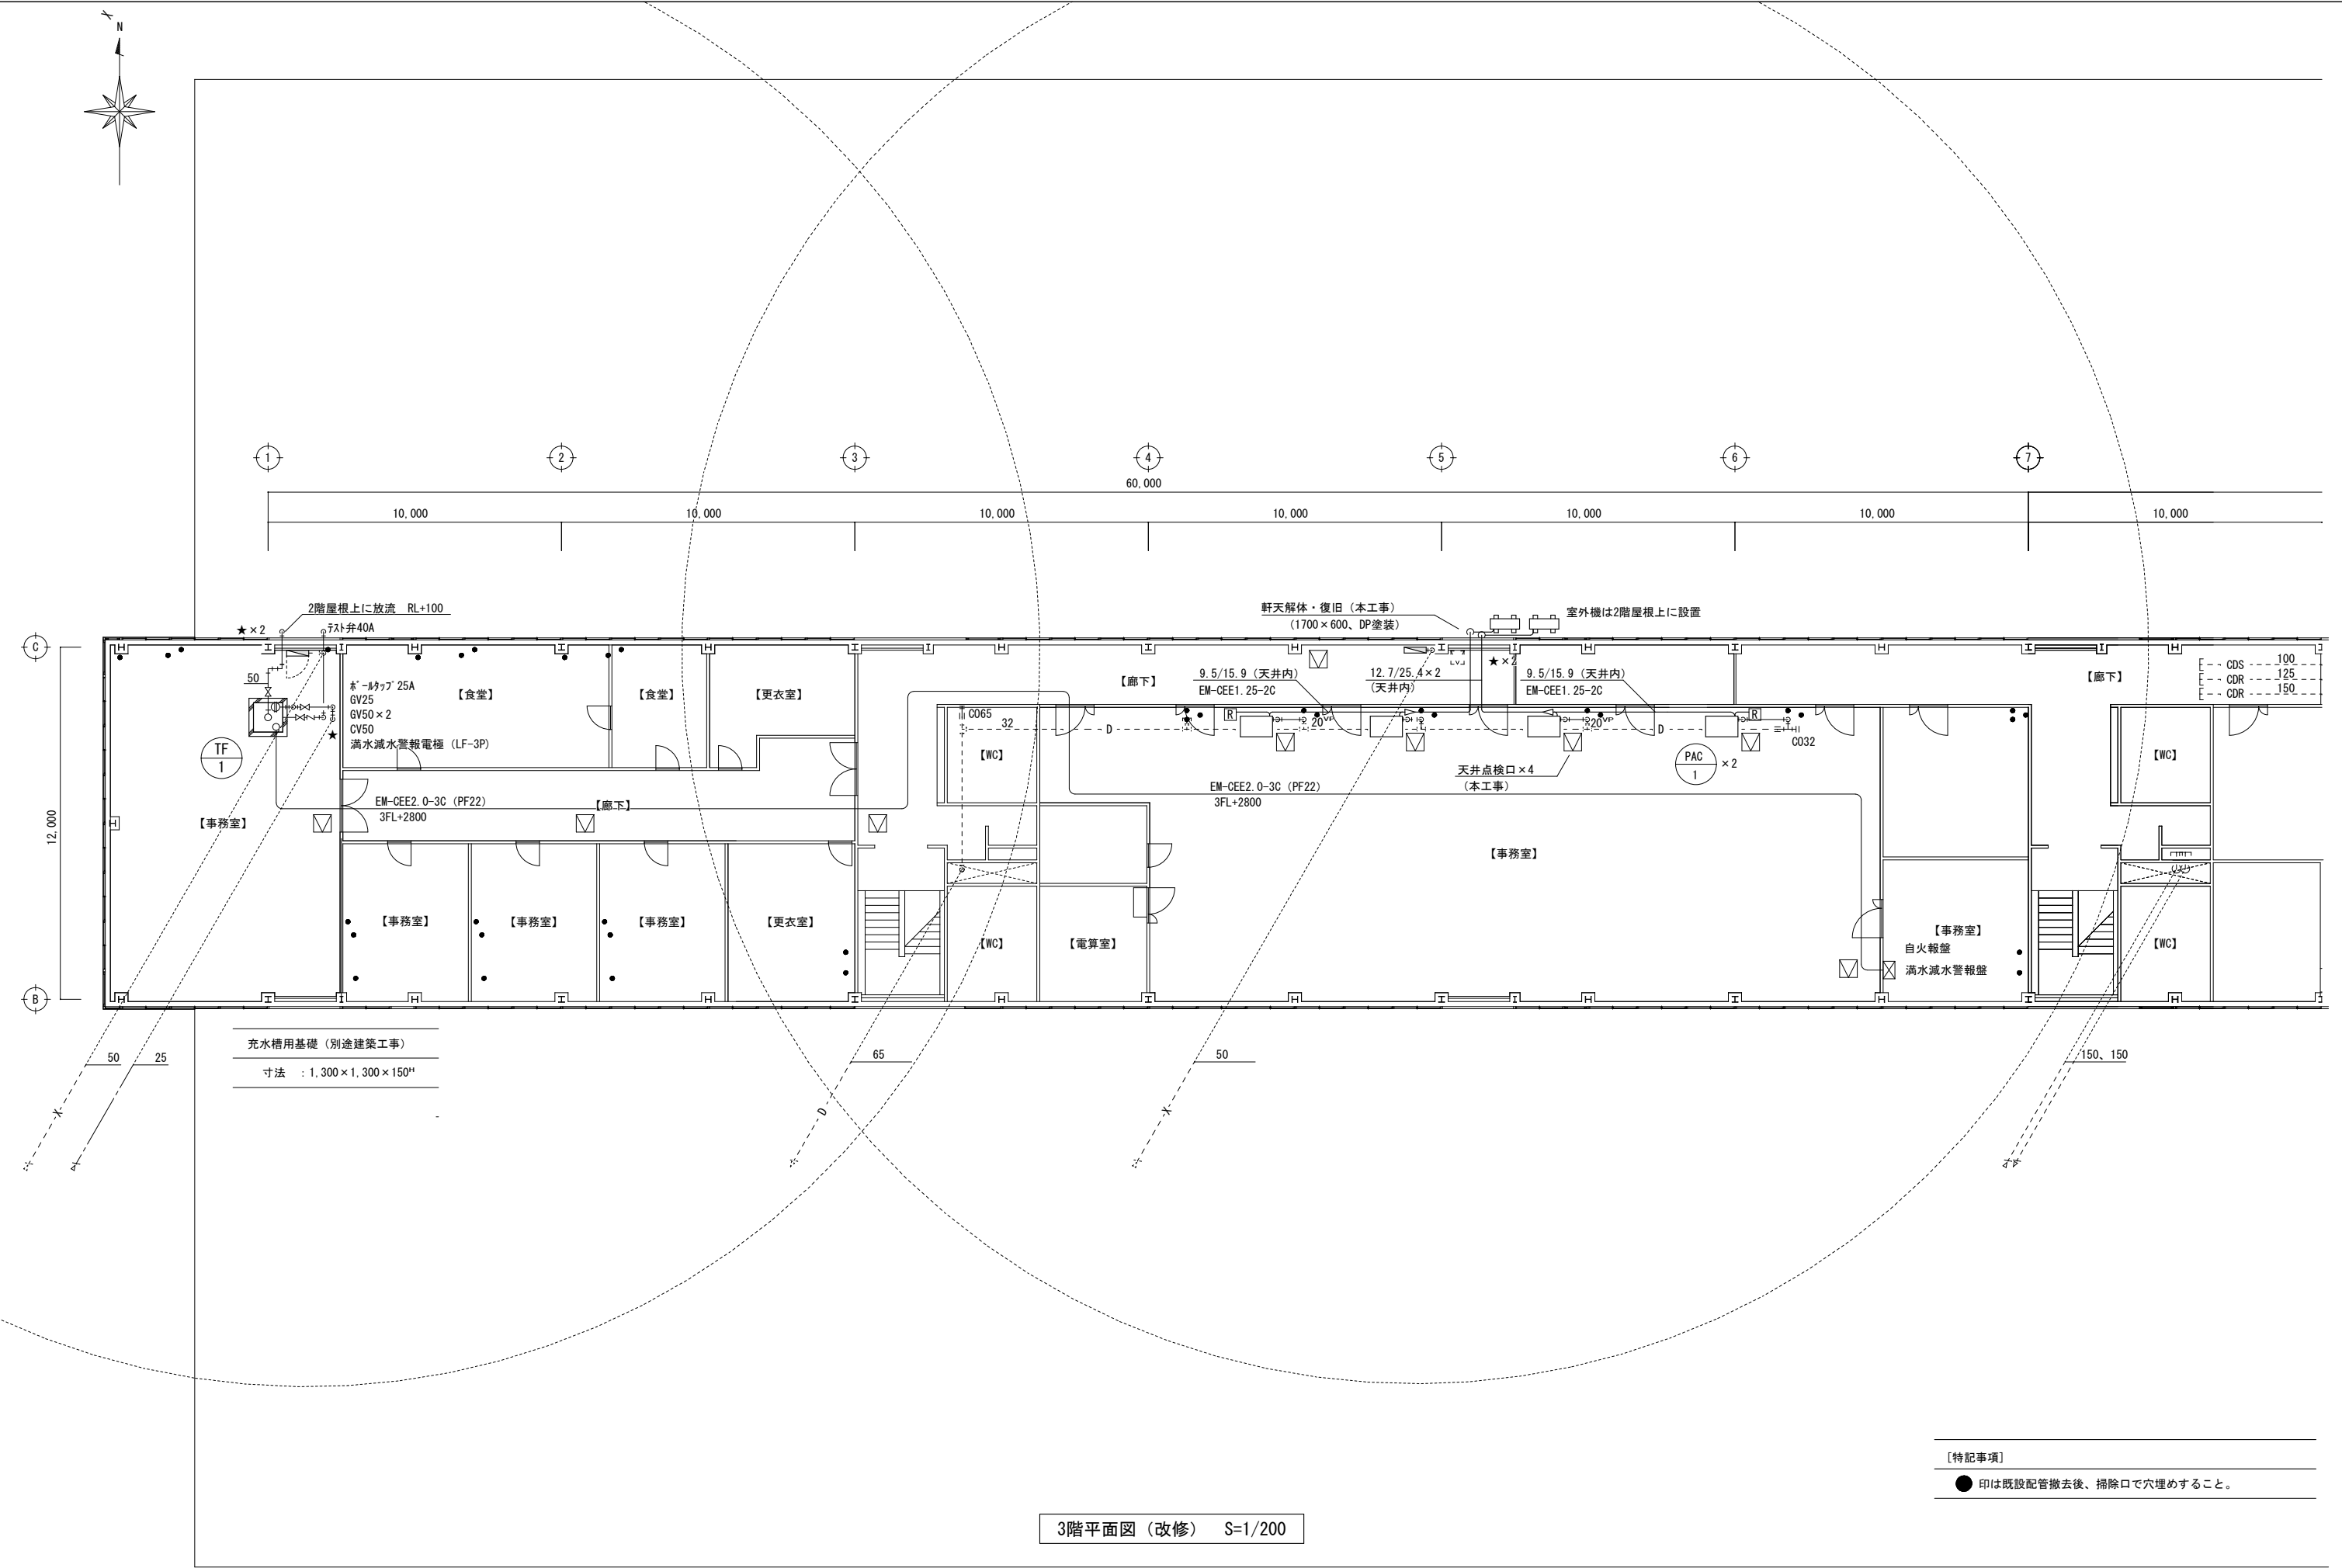 N
1
2
3
4
5
6
7
60,000
10,000
10,000
10,000
10,000
10,000
10,000
10,000
C
B
12,000
2階屋根上に放流 RL+100
★×2
テスト弁40A
50
ボールタップ25A
GV25
GV50×2
CV50
満水減水警報電極（LF-3P）
★
TF
1
【食堂】
【食堂】
【更衣室】
【事務室】
EM-CEE2.0-3C（PF22）
3FL+2800
【廊下】
【事務室】
【事務室】
【事務室】
【更衣室】
【廊下】
CO65
32
D
【WC】
【WC】
【電算室】
軒天解体・復旧（本工事）
（1700×600、DP塗装）
室外機は2階屋根上に設置
★×2
9.5/15.9（天井内）
EM-CEE1.25-2C
12.7/25.4×2
（天井内）
9.5/15.9（天井内）
EM-CEE1.25-2C
R
20VP
20VP
D
R
CO32
PAC
1
×2
天井点検口×4
（本工事）
EM-CEE2.0-3C（PF22）
3FL+2800
【事務室】
【事務室】
自火報盤
満水減水警報盤
【廊下】
CDS
100
CDR
125
CDR
150
【WC】
【WC】
50
25
65
50
150、150
X
D
X
充水槽用基礎（別途建築工事）
寸法 ：1,300×1,300×150H
［特記事項］
●印は既設配管撤去後、掃除口で穴埋めすること。
3階平面図（改修） S=1/200